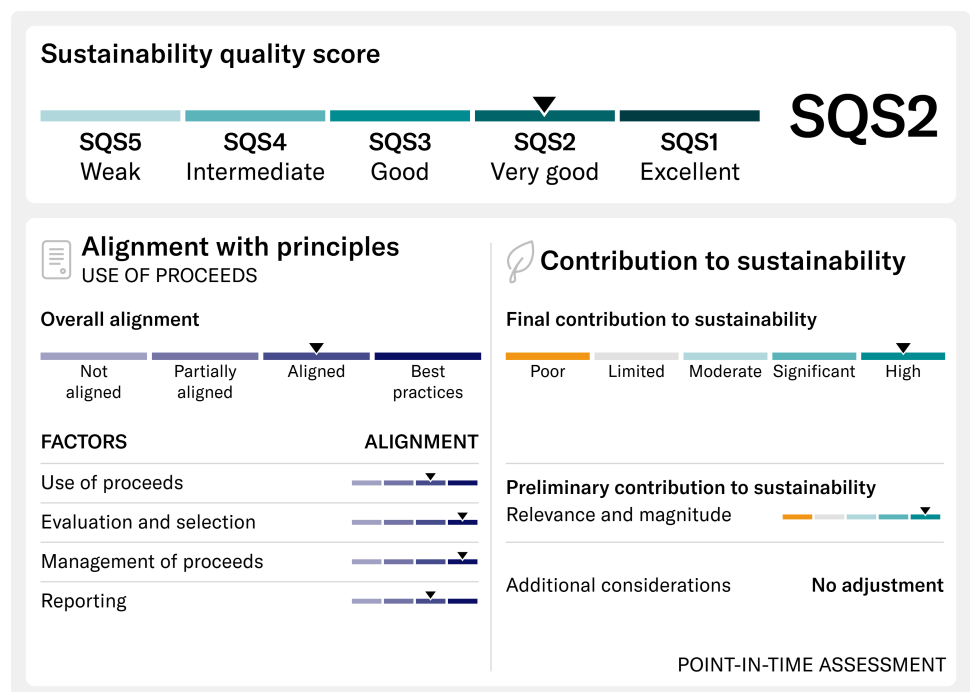 Sustainability quality score
SQS2
SQS5 SQS4 SQS3 SQS2 SQS1
Weak Intermediate Good Very good Excellent
Alignment with principles
USE OF PROCEEDS
Overall alignment
Not aligned
Partially aligned
Aligned
Best practices
FACTORS ALIGNMENT
Use of proceeds
Evaluation and selection
Management of proceeds
Reporting
Contribution to sustainability
Final contribution to sustainability
Poor Limited Moderate Significant High
Preliminary contribution to sustainability
Relevance and magnitude
Additional considerations No adjustment
POINT-IN-TIME ASSESSMENT